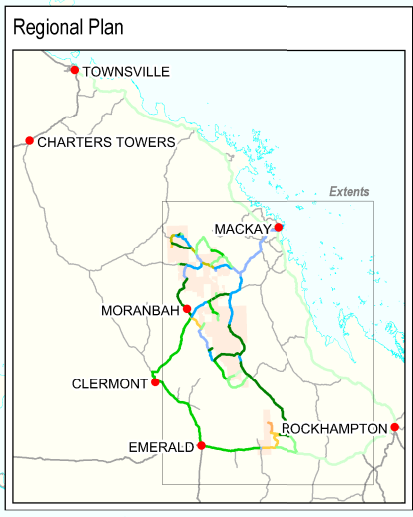 Regional Plan
TOWNSVILLE
CHARTERS TOWERS
Extents
MACKAY
MORANBAH
CLERMONT
ROCKHAMPTON
EMERALD